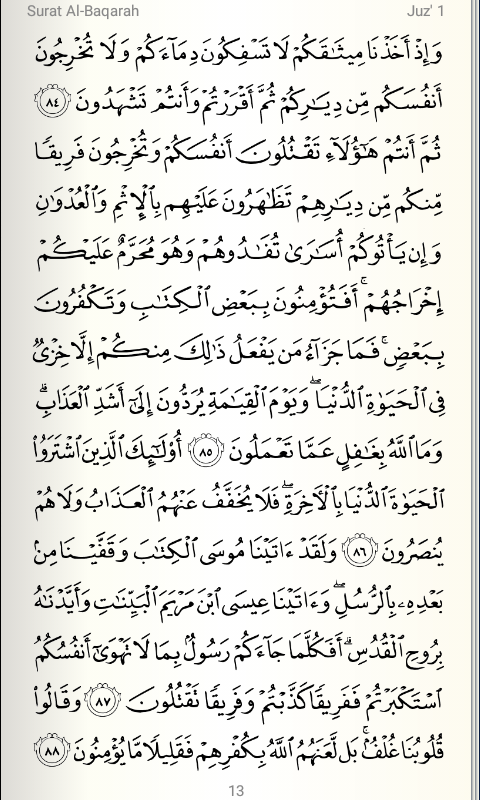 Surat Al-Baqarah Juz' 1
وَإِذْ أَخَذْنَا مِيثَٰقَكُمْ لَا تَسْفِكُونَ دِمَآءَكُمْ وَلَا تُخْرِجُونَ
أَنفُسَكُم مِّن دِيَٰرِكُمْ ثُمَّ أَقْرَرْتُمْ وَأَنتُمْ تَشْهَدُونَ ٨٤
ثُمَّ أَنتُمْ هَٰٓؤُلَآءِ تَقْتُلُونَ أَنفُسَكُمْ وَتُخْرِجُونَ فَرِيقًا
مِّنكُم مِّن دِيَٰرِهِمْ تَظَٰهَرُونَ عَلَيْهِم بِٱلْإِثْمِ وَٱلْعُدْوَٰنِ
وَإِن يَأْتُوكُمْ أُسَٰرَىٰ تُفَٰدُوهُمْ وَهُوَ مُحَرَّمٌ عَلَيْكُمْ
إِخْرَاجُهُمْ ۚ أَفَتُؤْمِنُونَ بِبَعْضِ ٱلْكِتَٰبِ وَتَكْفُرُونَ
بِبَعْضٍ ۚ فَمَا جَزَآءُ مَن يَفْعَلُ ذَٰلِكَ مِنكُمْ إِلَّا خِزْىٌ
فِى ٱلْحَيَوٰةِ ٱلدُّنْيَا ۖ وَيَوْمَ ٱلْقِيَٰمَةِ يُرَدُّونَ إِلَىٰٓ أَشَدِّ ٱلْعَذَابِ ۗ
وَمَا ٱللَّهُ بِغَٰفِلٍ عَمَّا تَعْمَلُونَ ٨٥ أُو۟لَٰٓئِكَ ٱلَّذِينَ ٱشْتَرَوُا۟
ٱلْحَيَوٰةَ ٱلدُّنْيَا بِٱلْءَاخِرَةِ ۖ فَلَا يُخَفَّفُ عَنْهُمُ ٱلْعَذَابُ وَلَا هُمْ
يُنصَرُونَ ٨٦ وَلَقَدْ ءَاتَيْنَا مُوسَى ٱلْكِتَٰبَ وَقَفَّيْنَا مِنۢ
بَعْدِهِۦ بِٱلرُّسُلِ ۖ وَءَاتَيْنَا عِيسَى ٱبْنَ مَرْيَمَ ٱلْبَيِّنَٰتِ وَأَيَّدْنَٰهُ
بِرُوحِ ٱلْقُدُسِ ۗ أَفَكُلَّمَا جَآءَكُمْ رَسُولٌۢ بِمَا لَا تَهْوَىٰٓ أَنفُسُكُمُ
ٱسْتَكْبَرْتُمْ فَفَرِيقًا كَذَّبْتُمْ وَفَرِيقًا تَقْتُلُونَ ٨٧ وَقَالُوا۟
قُلُوبُنَا غُلْفٌۢ ۚ بَل لَّعَنَهُمُ ٱللَّهُ بِكُفْرِهِمْ فَقَلِيلًا مَّا يُؤْمِنُونَ ٨٨
13